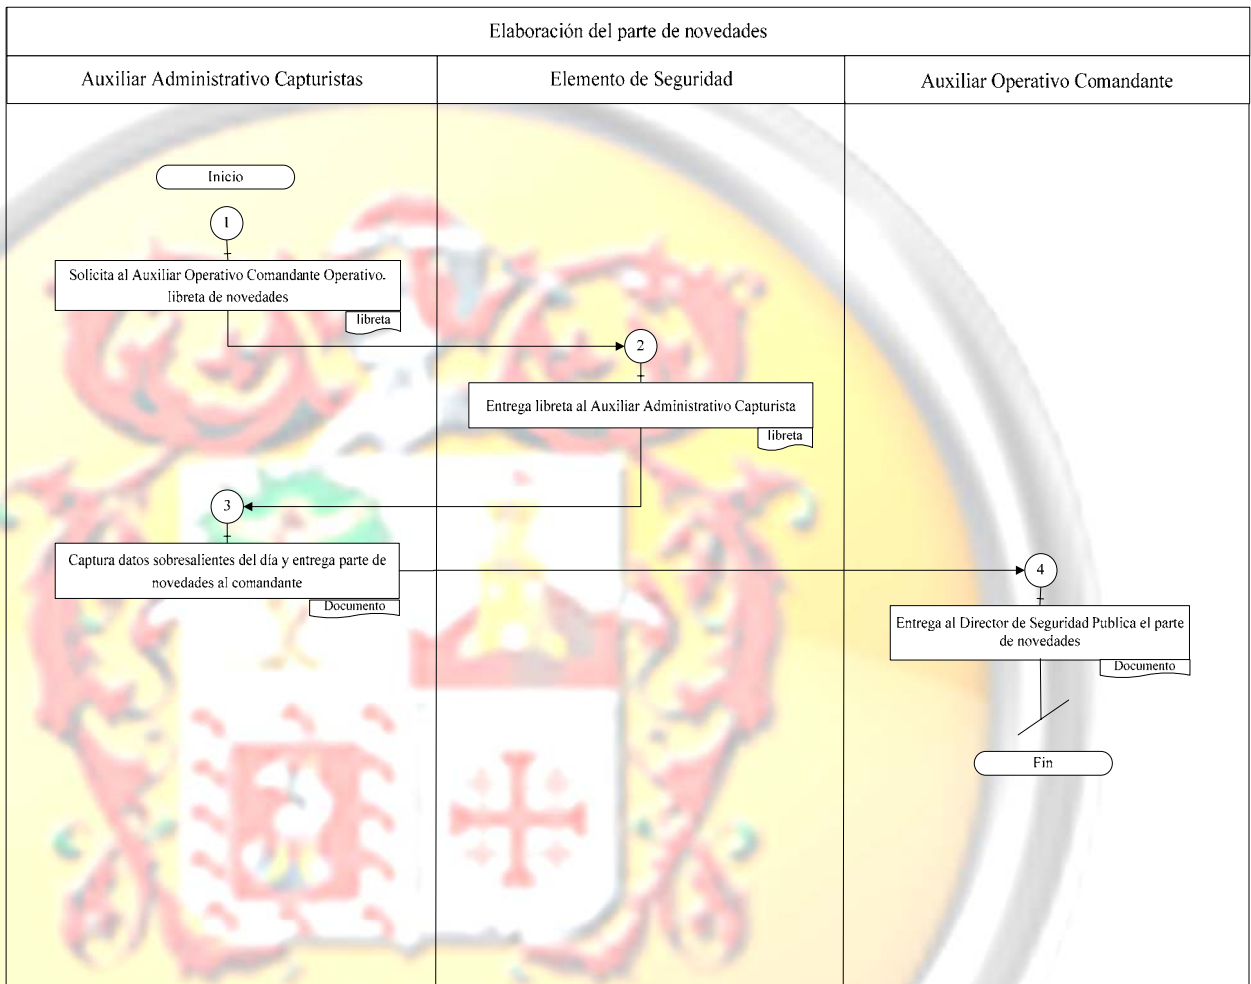 Elaboración del parte de novedades
Auxiliar Administrativo Capturistas
Elemento de Seguridad
Auxiliar Operativo Comandante
Inicio
1
Solicita al Auxiliar Operativo Comandante Operativo.
libreta de novedades
libreta
2
Entrega libreta al Auxiliar Administrativo Capturista
libreta
3
Captura datos sobresalientes del día y entrega parte de
novedades al comandante
Documento
4
Entrega al Director de Seguridad Publica el parte
de novedades
Documento
Fin